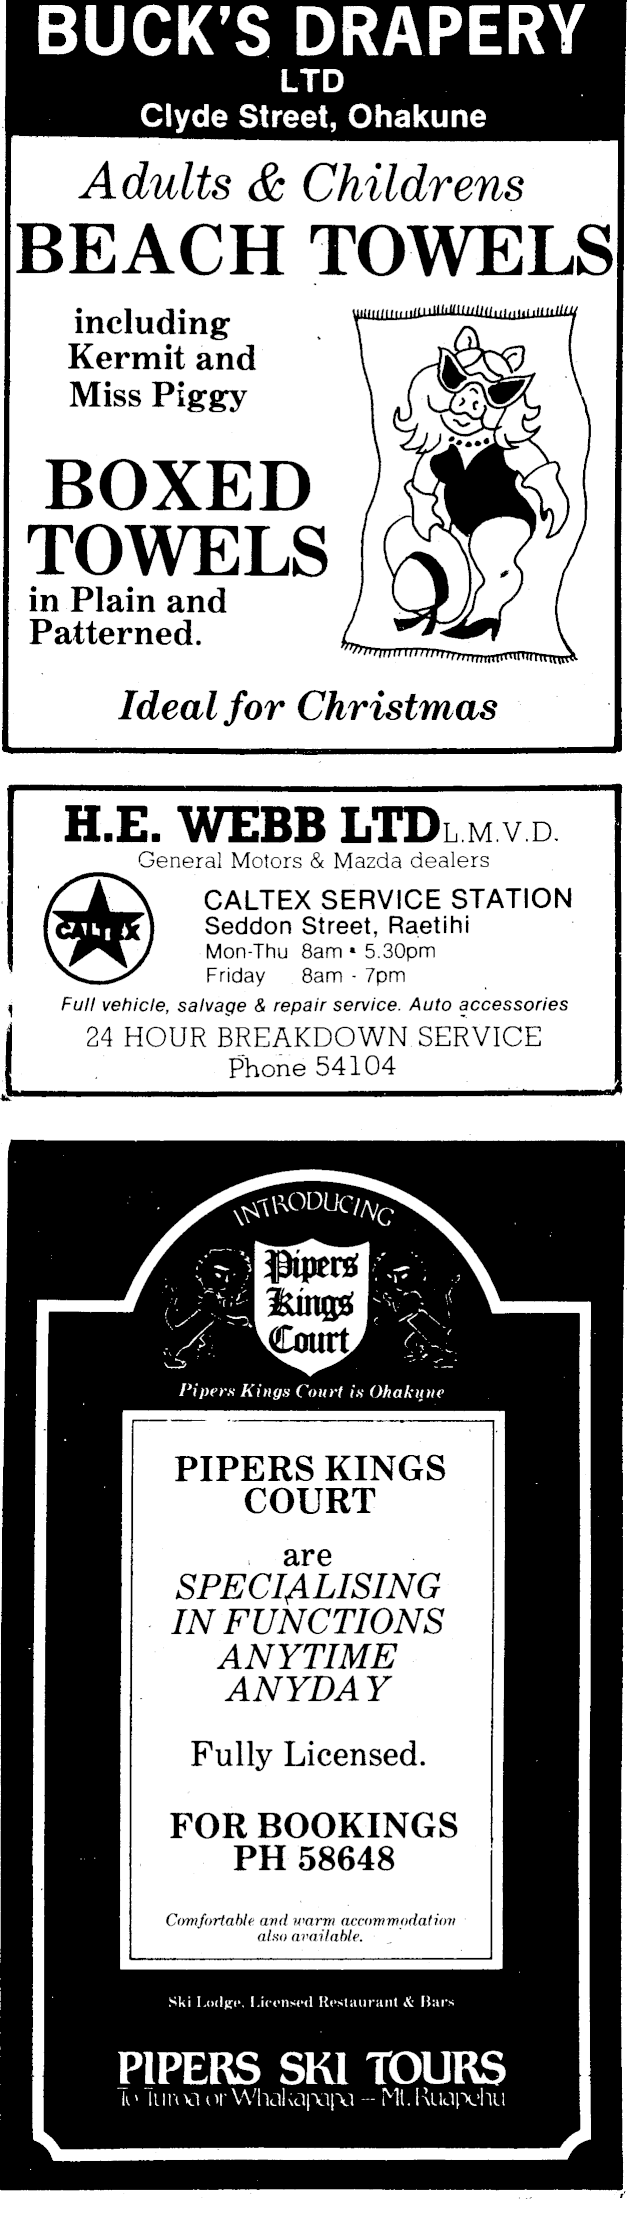 BUCK'S DRAPERY
LTD
Clyde Street, Ohakune
Adults & Childrens
BEACH TOWELS
including
Kermit and
Miss Piggy
BOXED
TOWELS
in Plain and
Patterned.
Ideal for Christmas
H.E. WEBB LTD L.M.V.D.
General Motors & Mazda dealers
CALTEX
CALTEX SERVICE STATION
Seddon Street, Raetihi
Mon-Thu 8am - 5.30pm
Friday 8am - 7pm
Full vehicle, salvage & repair service. Auto accessories
24 HOUR BREAKDOWN SERVICE
Phone 54104
INTRODUCING
Pipers
Kings
Court
Pipers Kings Court is Ohakune
PIPERS KINGS
COURT
are
SPECIALISING
IN FUNCTIONS
ANYTIME
ANYDAY
Fully Licensed.
FOR BOOKINGS
PH 58648
Comfortable and warm accommodation
also available.
Ski Lodge, Licensed Restaurant & Bars
PIPERS SKI TOURS
To Turoa or Whakapapa — Mt. Ruapehu